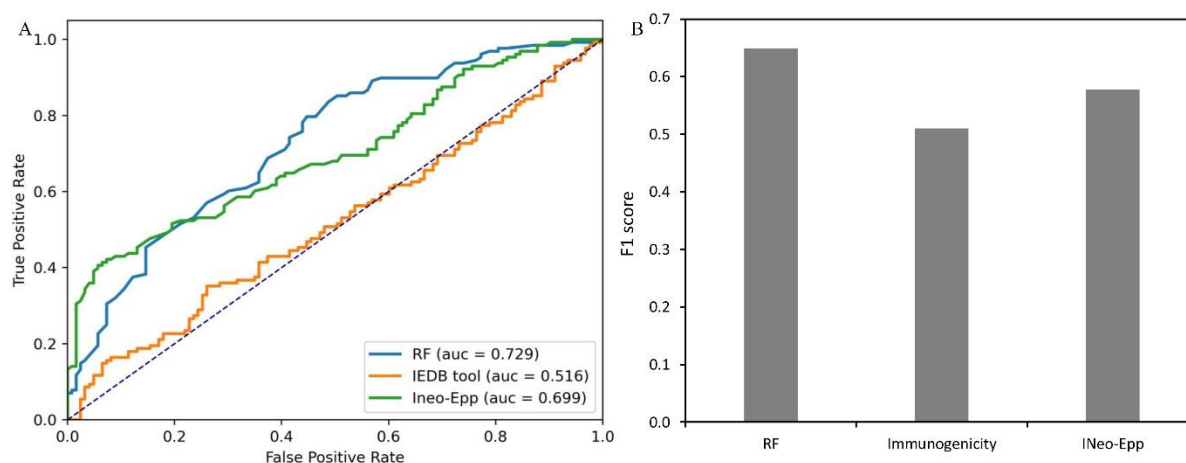 A
1.0
0.8
0.6
0.4
0.2
0.0
True Positive Rate
RF (auc = 0.729)
IEDB tool (auc = 0.516)
Ineo-Epp (auc = 0.699)
0.0 0.2 0.4 0.6 0.8 1.0
False Positive Rate
B
0.7
0.6
0.5
0.4
0.3
0.2
0.1
0.0
F1 score
RF Immunogenicity INeo-Epp